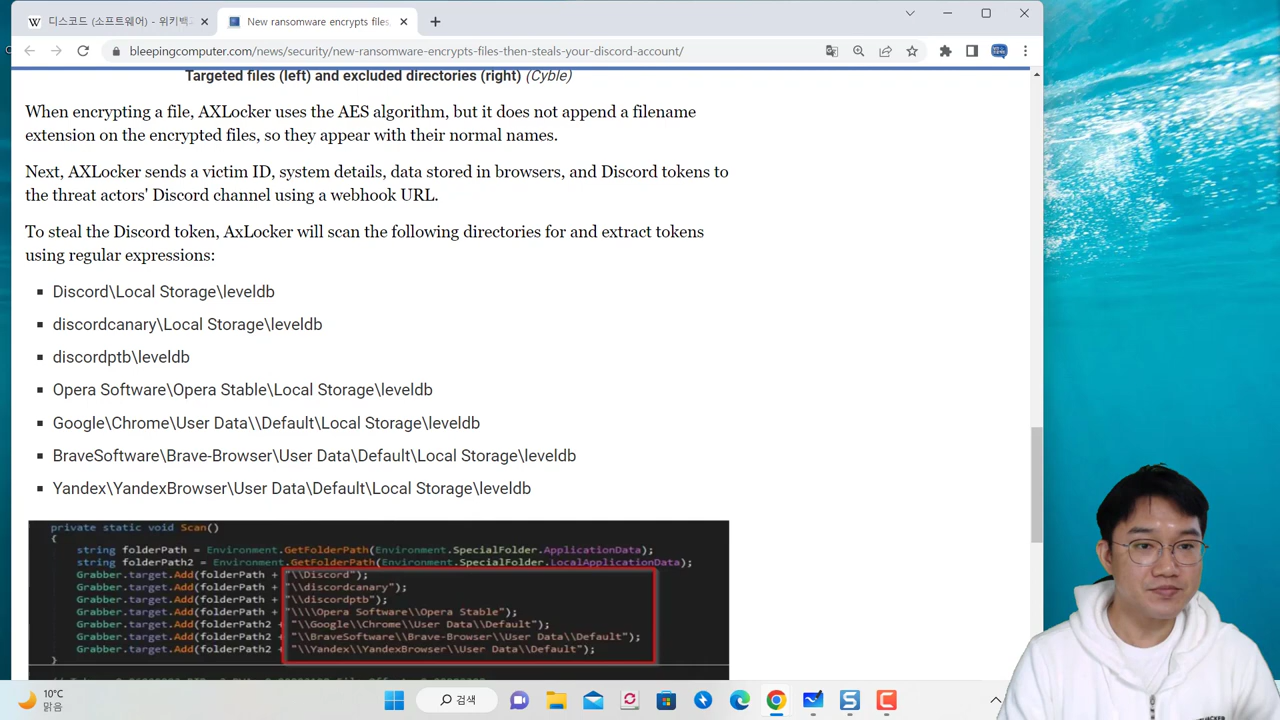 디스코드 (소프트웨어) - 위키백
New ransomware encrypts files,
bleepingcomputer.com/news/security/new-ransomware-encrypts-files-then-steals-your-discord-account/
Targeted files (left) and excluded directories (right) (Cyble)
When encrypting a file, AXLocker uses the AES algorithm, but it does not append a filename
extension on the encrypted files, so they appear with their normal names.
Next, AXLocker sends a victim ID, system details, data stored in browsers, and Discord tokens to
the threat actors' Discord channel using a webhook URL.
To steal the Discord token, AxLocker will scan the following directories for and extract tokens
using regular expressions:
Discord\Local Storage\leveldb
discordcanary\Local Storage\leveldb
discordptb\leveldb
Opera Software\Opera Stable\Local Storage\leveldb
Google\Chrome\User Data\\Default\Local Storage\leveldb
BraveSoftware\Brave-Browser\User Data\Default\Local Storage\leveldb
Yandex\YandexBrowser\User Data\Default\Local Storage\leveldb
private static void Scan()
{
string folderPath = Environment.GetFolderPath(Environment.SpecialFolder.ApplicationData);
string folderPath2 = Environment.GetFolderPath(Environment.SpecialFolder.LocalApplicationData);
Grabber.target.Add(folderPath + "\\Discord");
Grabber.target.Add(folderPath + "\\discordcanary");
Grabber.target.Add(folderPath + "\\discordptb");
Grabber.target.Add(folderPath + "\\\\Opera Software\\Opera Stable");
Grabber.target.Add(folderPath2 + "\\Google\\Chrome\\User Data\\Default");
Grabber.target.Add(folderPath2 + "\\BraveSoftware\\Brave-Browser\\User Data\\Default");
Grabber.target.Add(folderPath2 + "\\Yandex\\YandexBrowser\\User Data\\Default");
}
10°C
맑음
검색